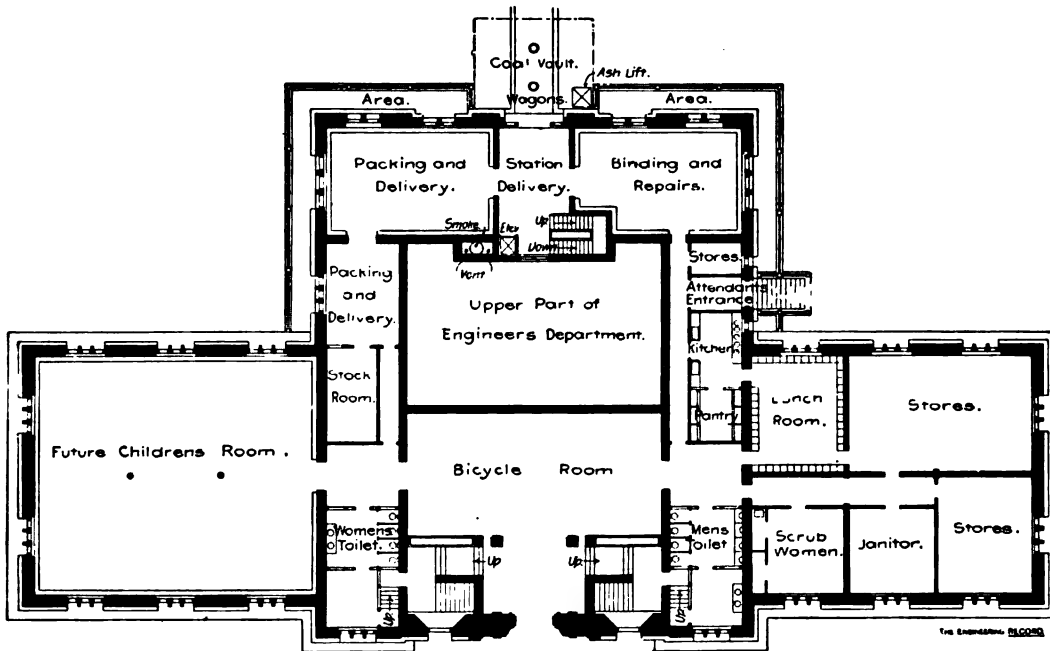 Coal Vault.
Ash Lift.
Wagons.
Area.
Area.
Packing and
Delivery.
Station
Delivery.
Binding and
Repairs.
Smoke
Elev
Up
Down
Vent
Stores.
Packing
and
Delivery.
Upper Part of
Engineers Department.
Attendants
Entrance
Kitchen
Stock
Room.
Pantry
Lunch
Room.
Stores.
Future Childrens Room.
Bicycle Room
Womens
Toilet.
Mens
Toilet
Scrub
Women.
Janitor.
Stores.
Up
Up.
Up
Up
THE ENGINEERING RECORD.